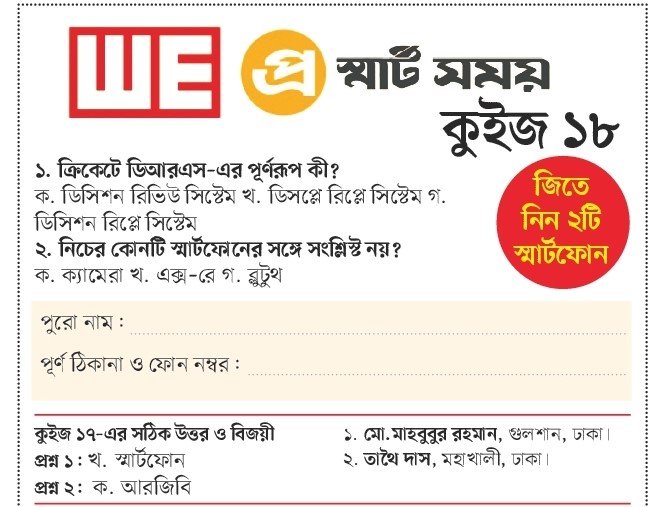 WE প্র স্মার্ট সময়
কুইজ ১৮
১. ক্রিকেটে ডিআরএস-এর পূর্ণরূপ কী?
ক. ডিসিশন রিভিউ সিস্টেম খ. ডিসপ্লে রিপ্লে সিস্টেম গ.
ডিসিশন রিপ্লে সিস্টেম
২. নিচের কোনটি স্মার্টফোনের সঙ্গে সংশ্লিস্ট নয়?
ক. ক্যামেরা খ. এক্স-রে গ. ব্লুটুথ
জিতে
নিন ২টি
স্মার্টফোন
পুরো নাম :
পূর্ণ ঠিকানা ও ফোন নম্বর :
কুইজ ১৭-এর সঠিক উত্তর ও বিজয়ী
প্রশ্ন ১ : খ. স্মার্টফোন
প্রশ্ন ২ : ক. আরজিবি
১. মো.মাহবুবুর রহমান, গুলশান, ঢাকা।
২. তাথৈ দাস, মহাখালী, ঢাকা।